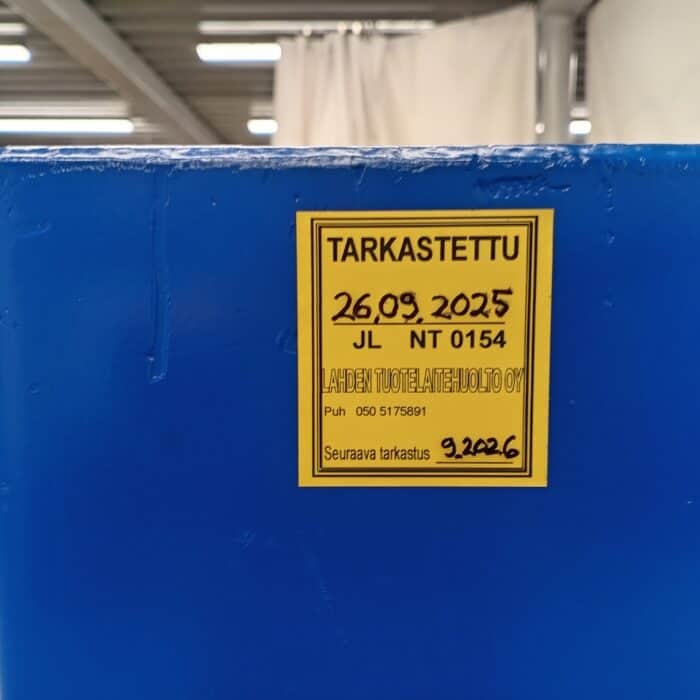 TARKASTETTU
26.09.2025
JL NT 0154
LAHDEN TUOTELAITEHUOLTO OY
Puh 050 5175891
Seuraava tarkastus 9.2026